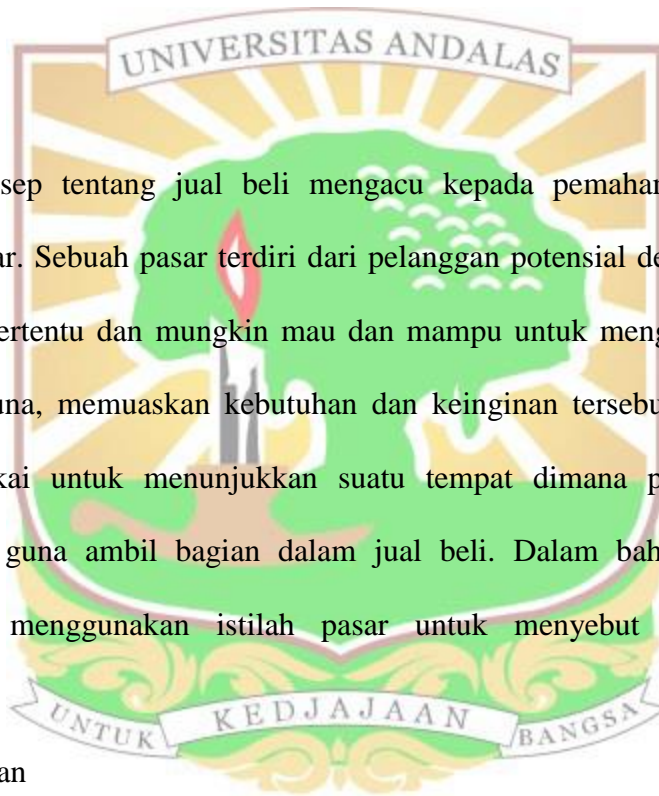 UNIVERSITAS ANDALAS
sep tentang jual beli mengacu kepada pemaha
ar. Sebuah pasar terdiri dari pelanggan potensial de
ertentu dan mungkin mau dan mampu untuk meng
una, memuaskan kebutuhan dan keinginan tersebu
kai untuk menunjukkan suatu tempat dimana p
guna ambil bagian dalam jual beli. Dalam bah
menggunakan istilah pasar untuk menyebut
UNTUK KEDJAJAAN BANGSA
an